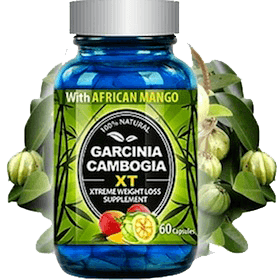 With AFRICAN MANGO
100% NATURAL
GARCINIA
CAMBOGIA
XT
XTREME WEIGHT LOSS
SUPPLEMENT
60 Capsules